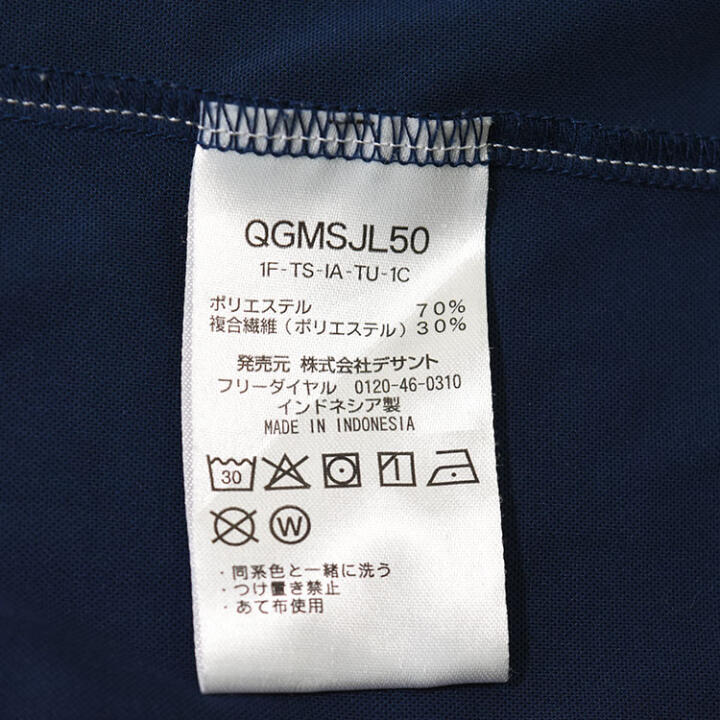 QGMSJL50
1F-TS-IA-TU-1C
ポリエステル 70%
複合繊維(ポリエステル)30%
発売元 株式会社デサント
フリーダイヤル 0120-46-0310
インドネシア製
MADE IN INDONESIA
30
W
・同系色と一緒に洗う
・つけ置き禁止
・あて布使用